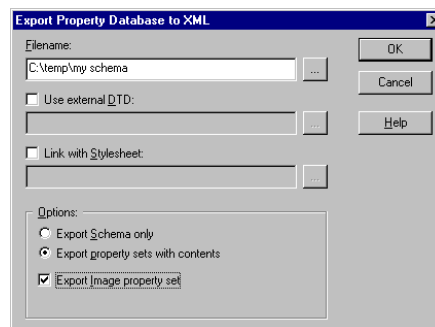 Export Property Database to XML
Filename:
OK
C:\temp\my schema
...
Cancel
Use external DTD:
...
Help
Link with Stylesheet:
...
Options:
Export Schema only
Export property sets with contents
Export Image property set